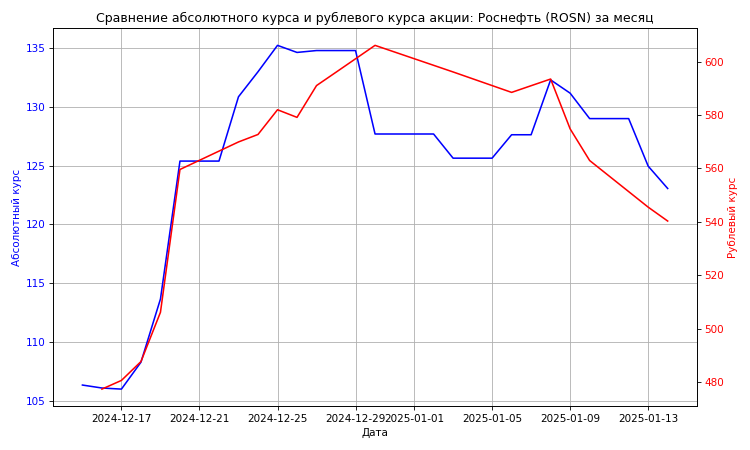 Сравнение абсолютного курса и рублевого курса акции: Роснефть (ROSN) за месяц
135
130
125
120
115
110
105
Абсолютный курс
600
580
560
540
520
500
480
Рублевый курс
2024-12-17 2024-12-21 2024-12-25 2024-12-29 2025-01-01 2025-01-05 2025-01-09 2025-01-13
Дата